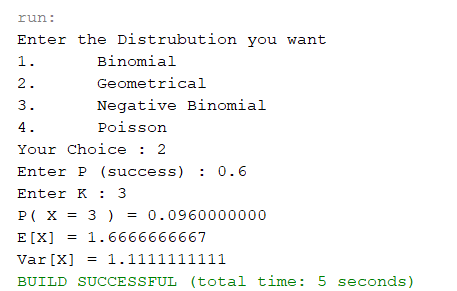 run:
Enter the Distrubution you want
1.      Binomial
2.      Geometrical
3.      Negative Binomial
4.      Poisson
Your Choice : 2
Enter P (success) : 0.6
Enter K : 3
P( X = 3 ) = 0.0960000000
E[X] = 1.6666666667
Var[X] = 1.1111111111
BUILD SUCCESSFUL (total time: 5 seconds)